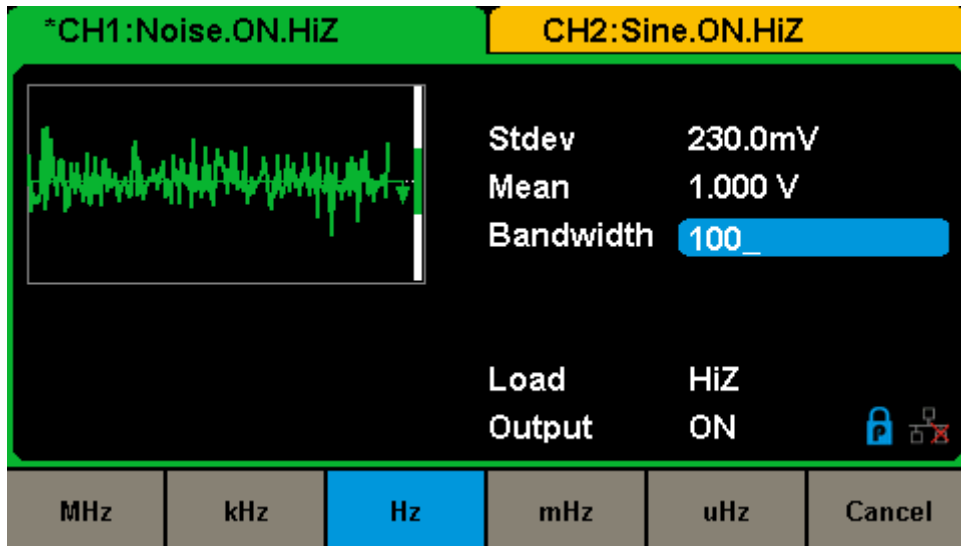 *CH1:Noise.ON.HiZ CH2:Sine.ON.HiZ
Stdev 230.0mV
Mean 1.000 V
Bandwidth 100_
Load HiZ
Output ON P
MHz kHz Hz mHz uHz Cancel